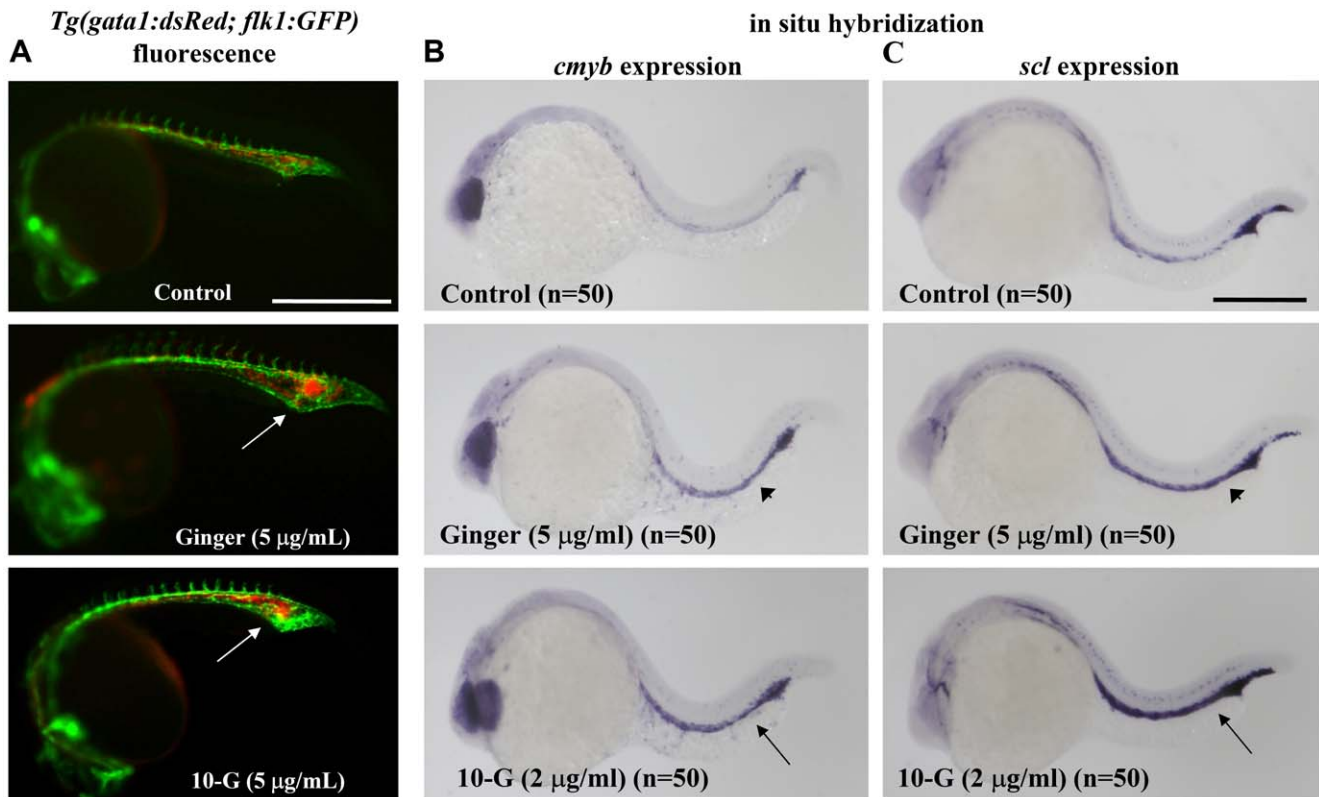 Tg(gata1:dsRed; flk1:GFP)
fluorescence
in situ hybridization
A
B
cmyb expression
C
scl expression
Control
Control (n=50)
Control (n=50)
Ginger (5 μg/mL)
Ginger (5 μg/ml) (n=50)
Ginger (5 μg/ml) (n=50)
10-G (5 μg/mL)
10-G (2 μg/ml) (n=50)
10-G (2 μg/ml) (n=50)